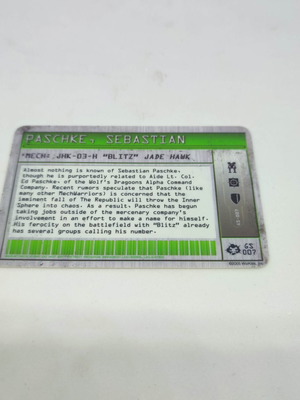 PASCHKE, SEBASTIAN
'MECH: JHK-03-H "BLITZ" JADE HAWK
Almost nothing is known of Sebastian Paschke,
though he is purportedly related to Aide Lt. Col.
Ed Paschke, of the Wolf's Dragoons Highland Command
Company. Recent rumors speculate that Paschke (like
many other MechWarriors) is concerned that the
imminent fall of The Republic will throw the Inner
Sphere into chaos. As a result, Paschke has begun
taking jobs outside of the mercenary company's
involvement in an effort to make a name for himself.
His ferocity on the battlefield with "Blitz" already
has several groups calling his number.
GS
007